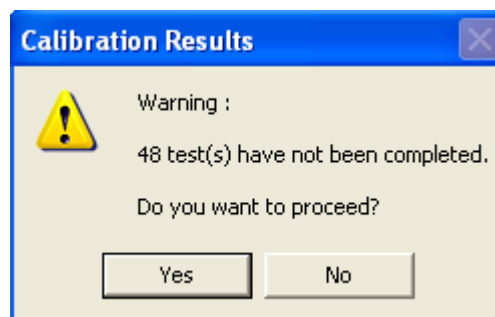 Calibration Results
Warning :
48 test(s) have not been completed.
Do you want to proceed?
Yes
No